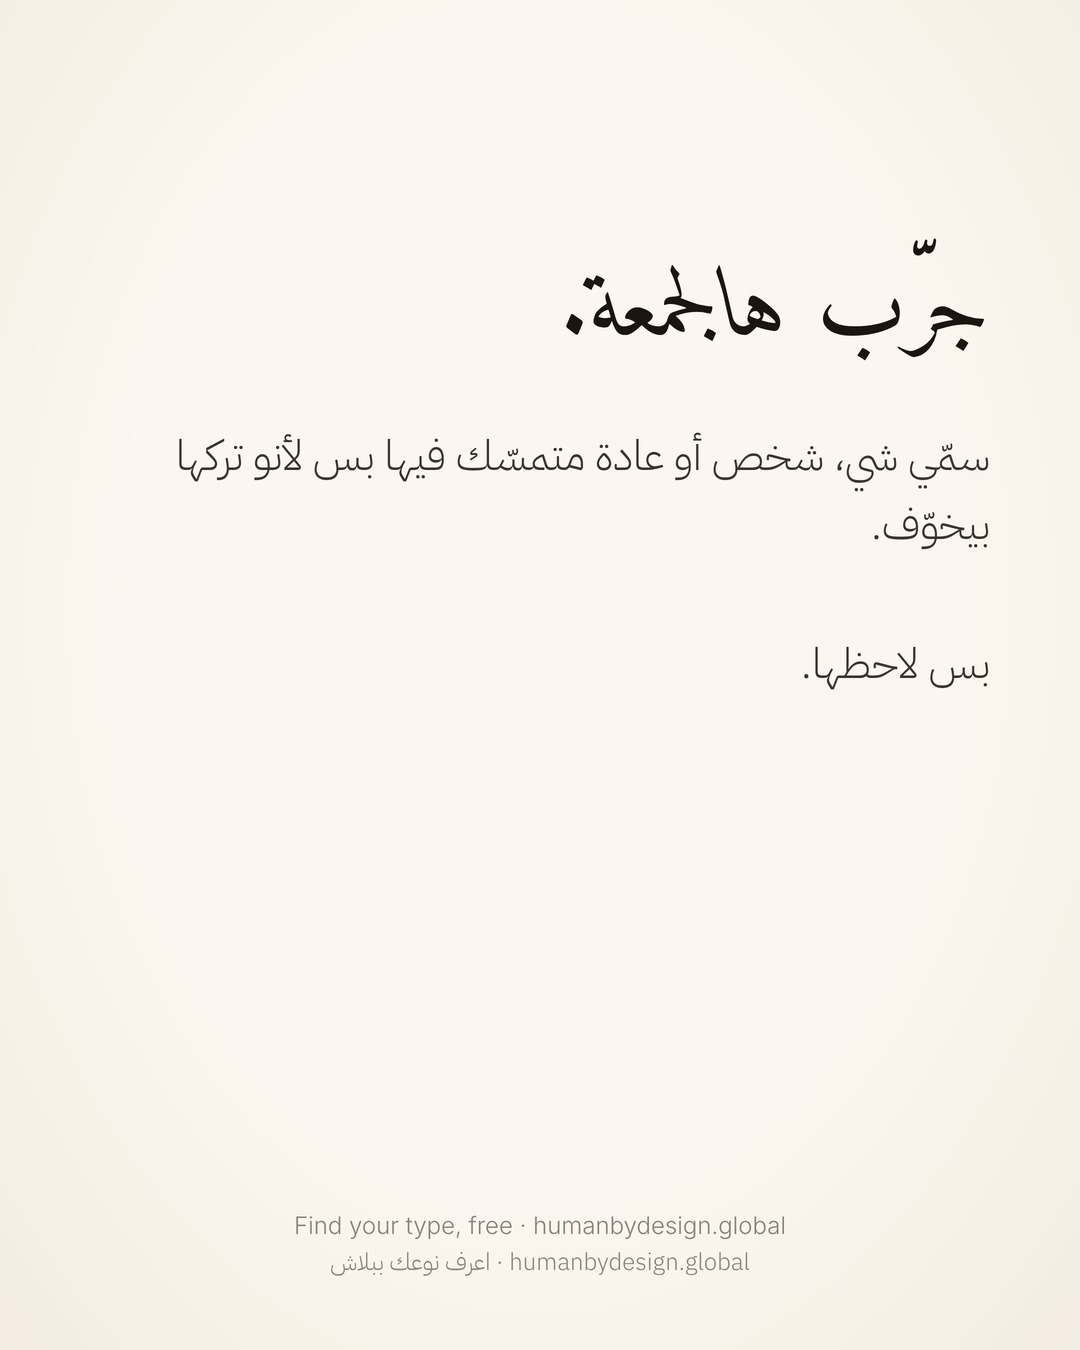 جرّب هالجمعة.
سمّي شي، شخص أو عادة متمسّك فيها بس لأنو تركها
بيخوّف.
بس لاحظها.
Find your type, free · humanbydesign.global
اعرف نوعك ببلاش · humanbydesign.global